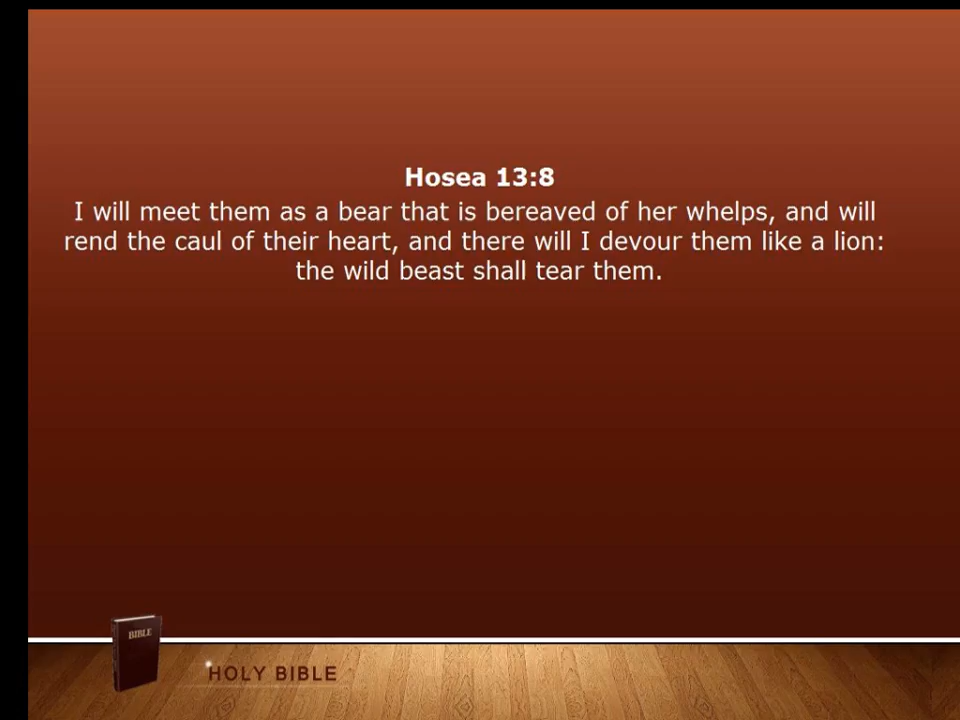 Hosea 13:8
I will meet them as a bear that is bereaved of her whelps, and will
rend the caul of their heart, and there will I devour them like a lion:
the wild beast shall tear them.
BIBLE
HOLY BIBLE